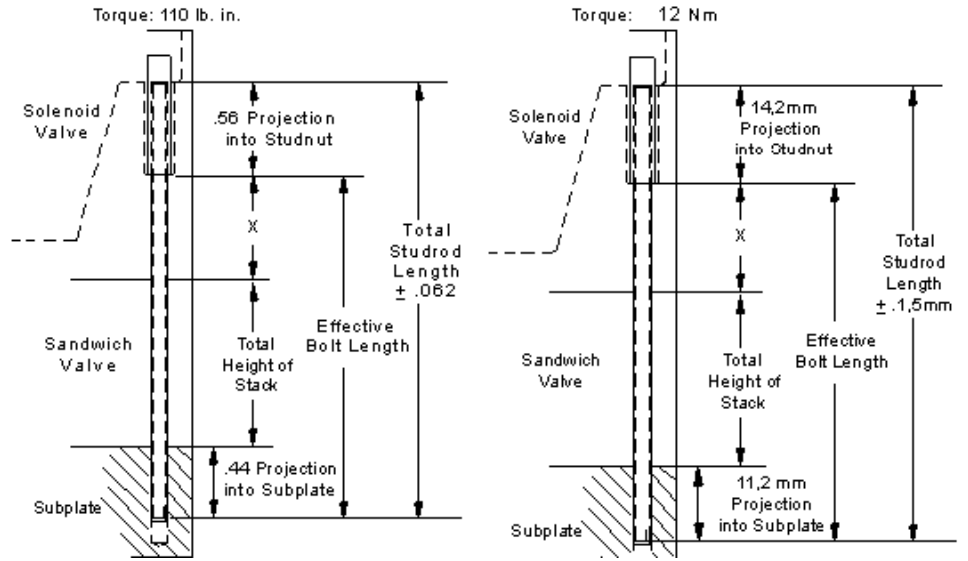 Torque: 110 lb. in.
Solenoid
Valve
.56 Projection
into Studnut
X
Total
Studrod
Length
± .062
Effective
Bolt Length
Sandwich
Valve
Total
Height of
Stack
.44 Projection
into Subplate
Subplate
Torque: 12 Nm
Solenoid
Valve
14,2mm
Projection
into Studnut
X
Total
Studrod
Length
± .1,5mm
Effective
Bolt Length
Sandwich
Valve
Total
Height of
Stack
11,2 mm
Projection
into Subplate
Subplate